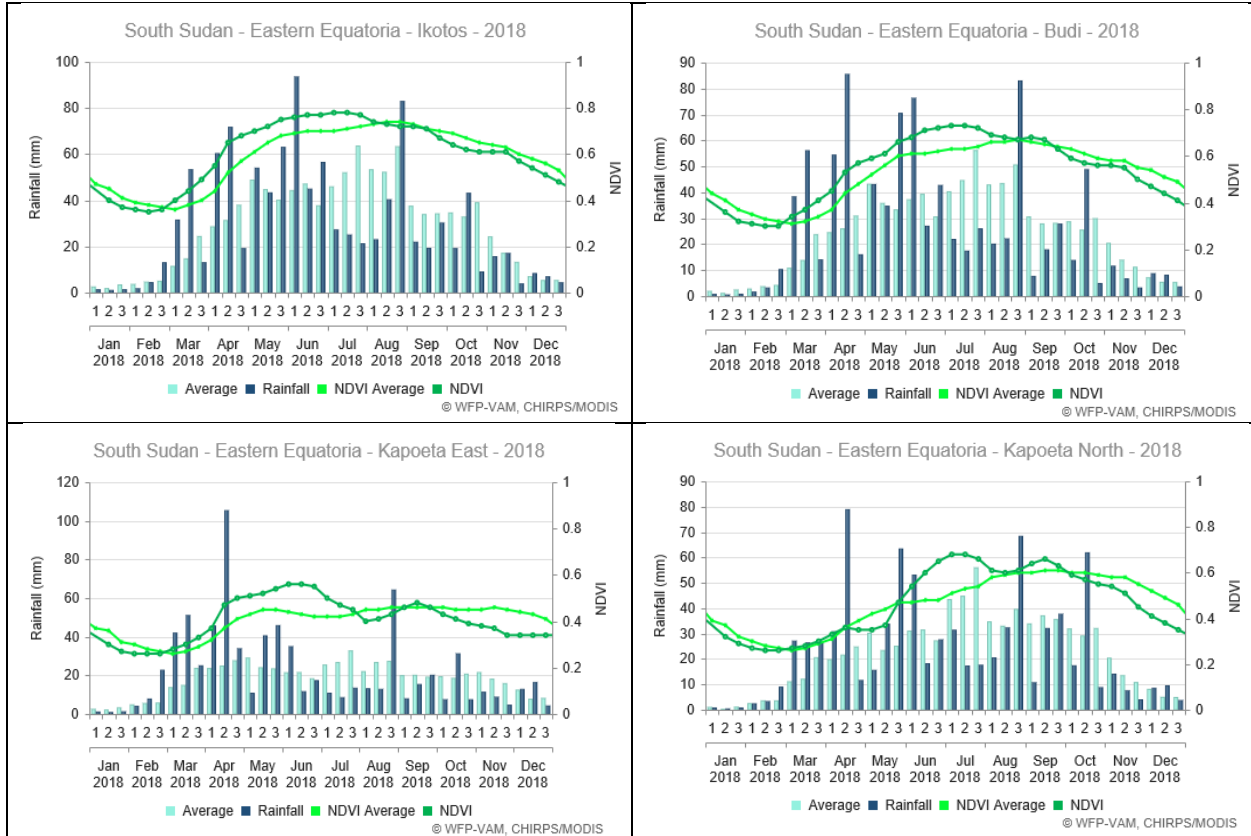 South Sudan - Eastern Equatoria - Ikotos - 2018
100
80
60
40
20
0
Rainfall (mm)
1
0.8
0.6
0.4
0.2
0
NDVI
1 2 3 1 2 3 1 2 3 1 2 3 1 2 3 1 2 3 1 2 3 1 2 3 1 2 3 1 2 3 1 2 3 1 2 3
Jan Feb Mar Apr May Jun Jul Aug Sep Oct Nov Dec
2018 2018 2018 2018 2018 2018 2018 2018 2018 2018 2018 2018
Average Rainfall NDVI Average NDVI
© WFP-VAM, CHIRPS/MODIS
South Sudan - Eastern Equatoria - Budi - 2018
90
80
70
60
50
40
30
20
10
0
Rainfall (mm)
1
0.8
0.6
0.4
0.2
0
NDVI
1 2 3 1 2 3 1 2 3 1 2 3 1 2 3 1 2 3 1 2 3 1 2 3 1 2 3 1 2 3 1 2 3 1 2 3
Jan Feb Mar Apr May Jun Jul Aug Sep Oct Nov Dec
2018 2018 2018 2018 2018 2018 2018 2018 2018 2018 2018 2018
Average Rainfall NDVI Average NDVI
© WFP-VAM, CHIRPS/MODIS
South Sudan - Eastern Equatoria - Kapoeta East - 2018
120
100
80
60
40
20
0
Rainfall (mm)
1
0.8
0.6
0.4
0.2
0
NDVI
1 2 3 1 2 3 1 2 3 1 2 3 1 2 3 1 2 3 1 2 3 1 2 3 1 2 3 1 2 3 1 2 3 1 2 3
Jan Feb Mar Apr May Jun Jul Aug Sep Oct Nov Dec
2018 2018 2018 2018 2018 2018 2018 2018 2018 2018 2018 2018
Average Rainfall NDVI Average NDVI
© WFP-VAM, CHIRPS/MODIS
South Sudan - Eastern Equatoria - Kapoeta North - 2018
90
80
70
60
50
40
30
20
10
0
Rainfall (mm)
1
0.8
0.6
0.4
0.2
0
NDVI
1 2 3 1 2 3 1 2 3 1 2 3 1 2 3 1 2 3 1 2 3 1 2 3 1 2 3 1 2 3 1 2 3 1 2 3
Jan Feb Mar Apr May Jun Jul Aug Sep Oct Nov Dec
2018 2018 2018 2018 2018 2018 2018 2018 2018 2018 2018 2018
Average Rainfall NDVI Average NDVI
© WFP-VAM, CHIRPS/MODIS